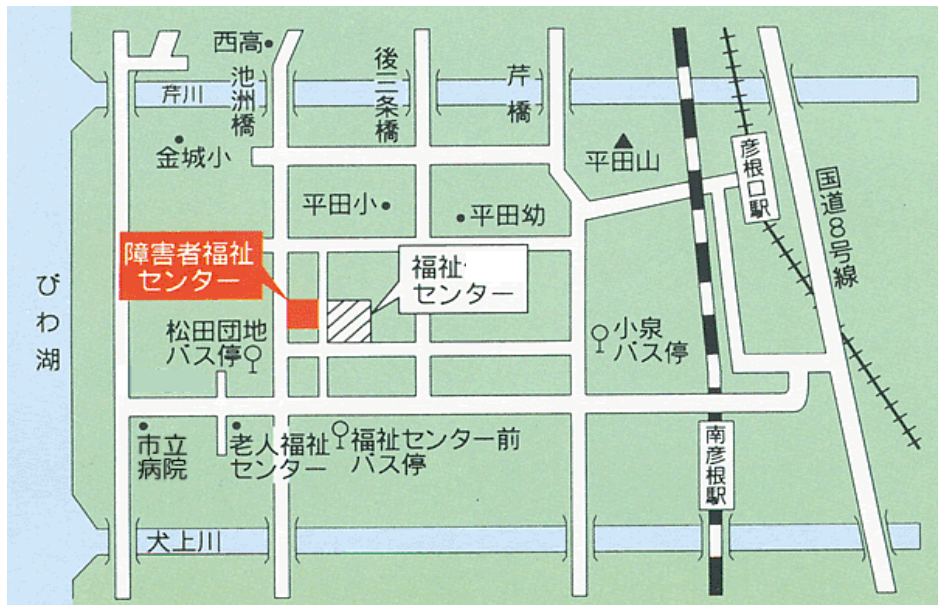 西高
芹川
池洲橋
後三条橋
芹橋
金城小
平田山
彦根口駅
国道8号線
平田小
平田幼
障害者福祉
センター
福祉
センター
びわ湖
松田団地
バス停
小泉
バス停
市立
病院
老人福祉
センター
福祉センター前
バス停
南彦根駅
犬上川